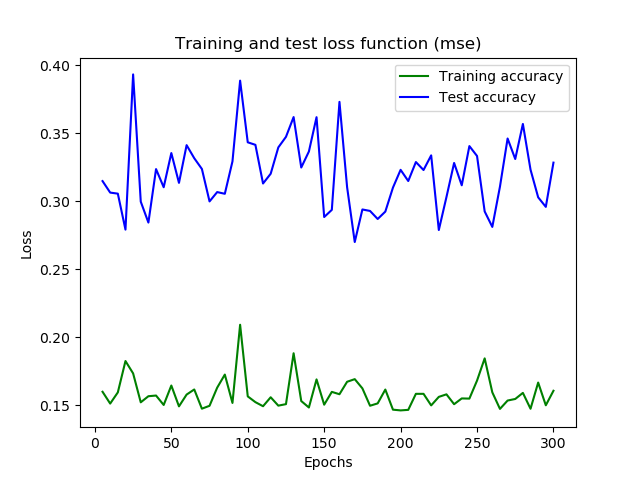 Training and test loss function (mse)
Training accuracy
Test accuracy
0.40
0.35
0.30
0.25
0.20
0.15
Loss
0 50 100 150 200 250 300
Epochs